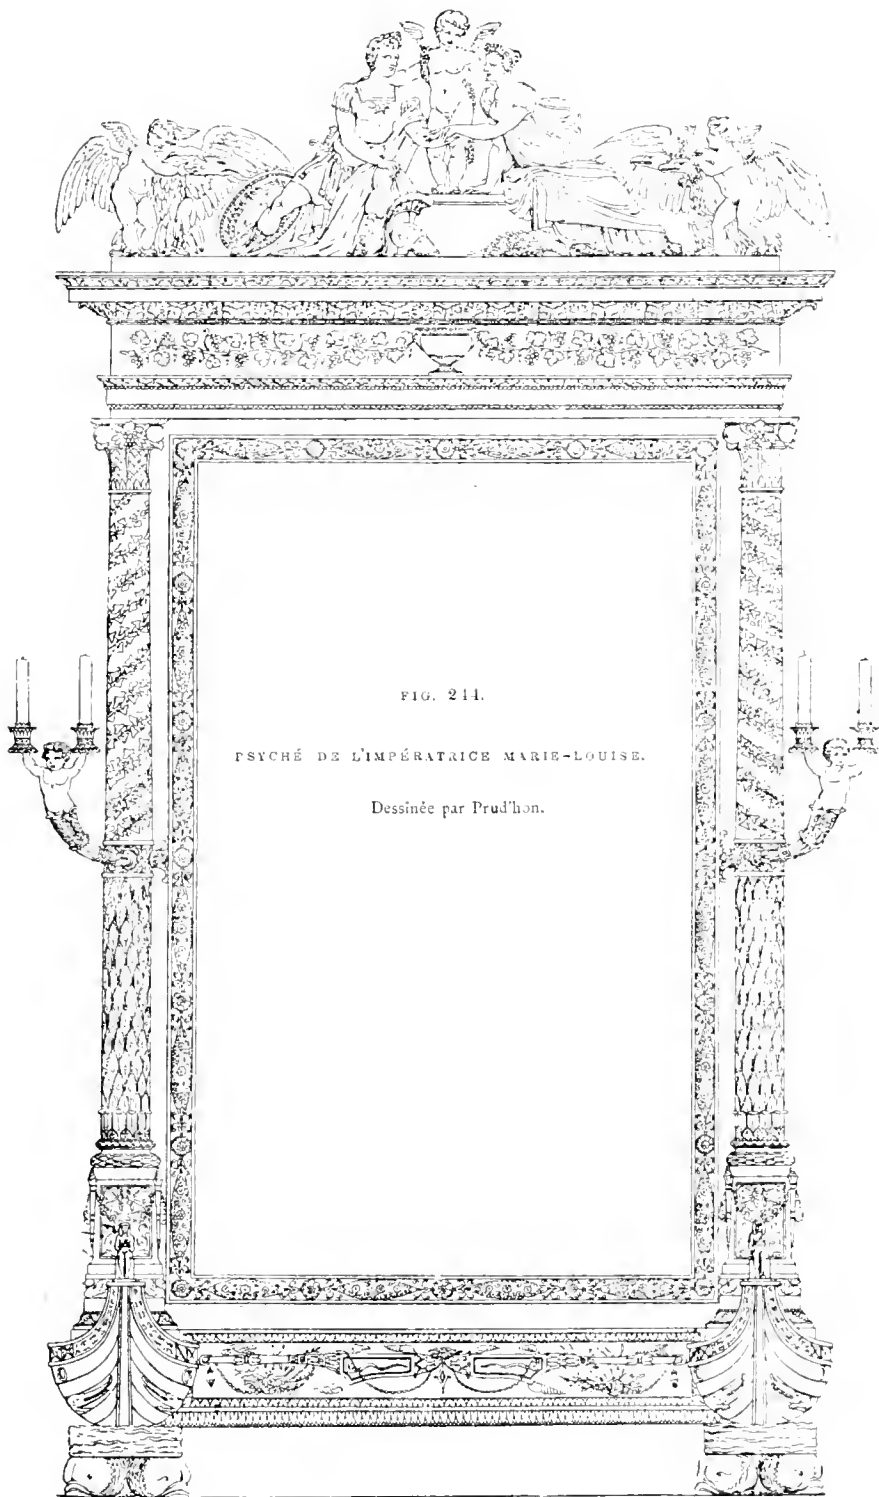 FIG. 244.
PSYCHÉ DE L'IMPÉRATRICE MARIE-LOUISE.
Dessinée par Prud'hon.